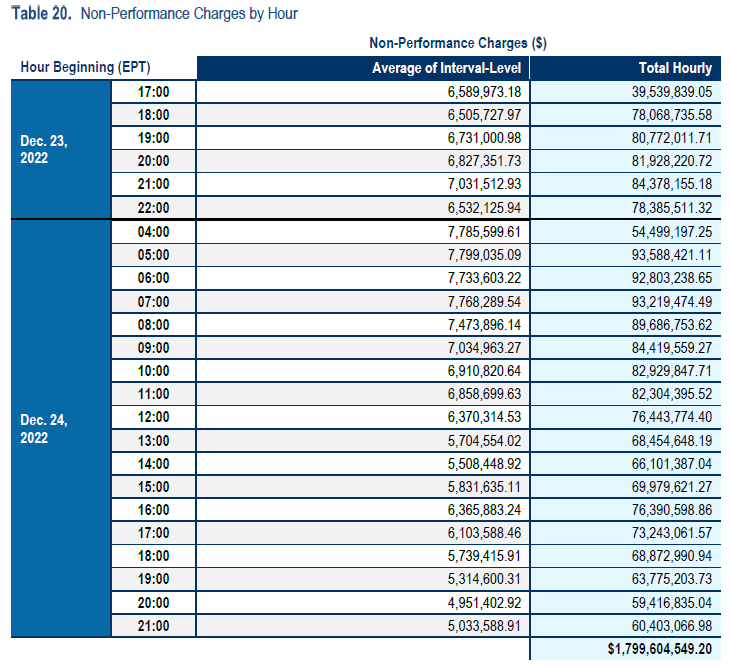 Table 20. Non-Performance Charges by Hour
Non-Performance Charges ($)
Hour Beginning (EPT) Average of Interval-Level Total Hourly
Dec. 23, 2022
17:00 6,589,973.18 39,539,839.05
18:00 6,505,727.97 78,068,735.58
19:00 6,731,000.98 80,772,011.71
20:00 6,827,351.73 81,928,220.72
21:00 7,031,512.93 84,378,155.18
22:00 6,532,125.94 78,385,511.32
Dec. 24, 2022
04:00 7,785,599.61 54,499,197.25
05:00 7,799,035.09 93,588,421.11
06:00 7,733,603.22 92,803,238.65
07:00 7,768,289.54 93,219,474.49
08:00 7,473,896.14 89,686,753.62
09:00 7,034,963.27 84,419,559.27
10:00 6,910,820.64 82,929,847.71
11:00 6,858,699.63 82,304,395.52
12:00 6,370,314.53 76,443,774.40
13:00 5,704,554.02 68,454,648.19
14:00 5,508,448.92 66,101,387.04
15:00 5,831,635.11 69,979,621.27
16:00 6,365,883.24 76,390,598.86
17:00 6,103,588.46 73,243,061.57
18:00 5,739,415.91 68,872,990.94
19:00 5,314,600.31 63,775,203.73
20:00 4,951,402.92 59,416,835.04
21:00 5,033,588.91 60,403,066.98
$1,799,604,549.20